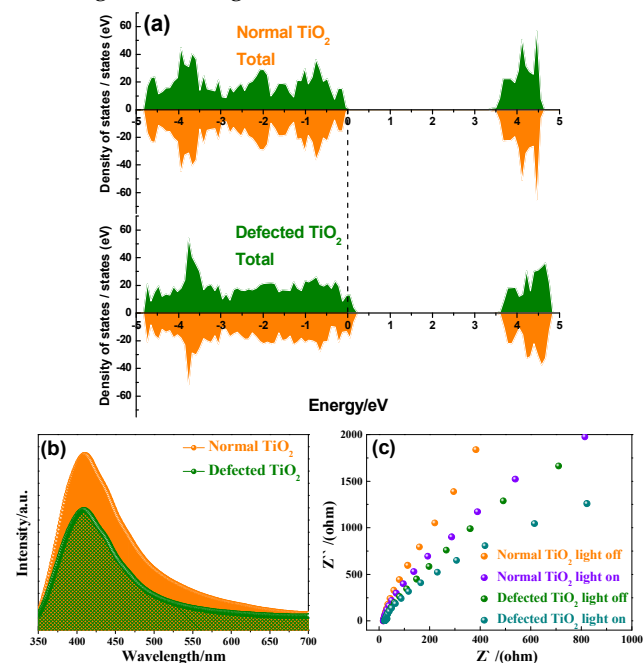 (a)
Normal TiO₂
Total
Density of states / states (eV)
60
40
20
0
-20
-40
-60
-5 -4 -3 -2 -1 0 1 2 3 4 5
Defected TiO₂
Total
Density of states / states (eV)
60
40
20
0
-20
-40
-60
-5 -4 -3 -2 -1 0 1 2 3 4 5
Energy/eV
(b)
Normal TiO₂
Defected TiO₂
Intensity/a.u.
350 400 450 500 550 600 650 700
Wavelength/nm
(c)
2000
1500
1000
500
0
Z``/(ohm)
Normal TiO₂ light off
Normal TiO₂ light on
Defected TiO₂ light off
Defected TiO₂ light on
0 200 400 600 800 1000
Z`/(ohm)